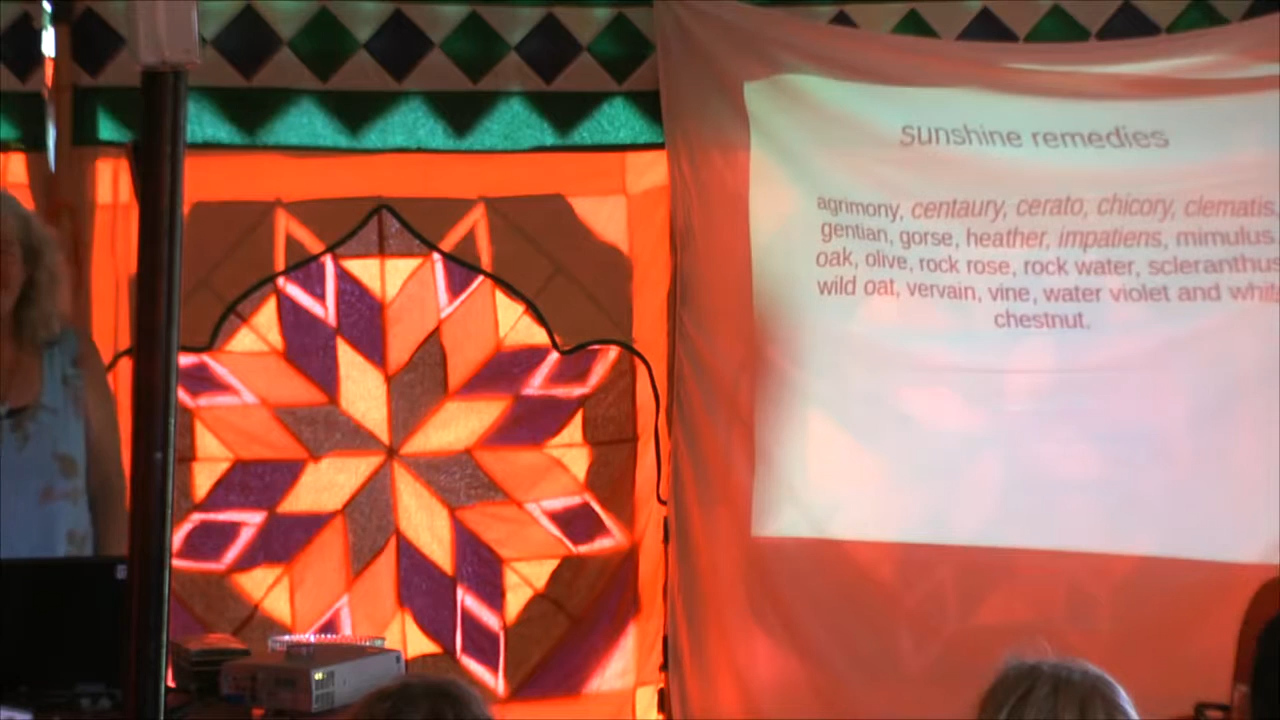 sunshine remedies
agrimony, centaury, cerato, chicory, clematis,
gentian, gorse, heather, impatiens, mimulus,
oak, olive, rock rose, rock water, scleranthus
wild oat, vervain, vine, water violet and whit
chestnut.